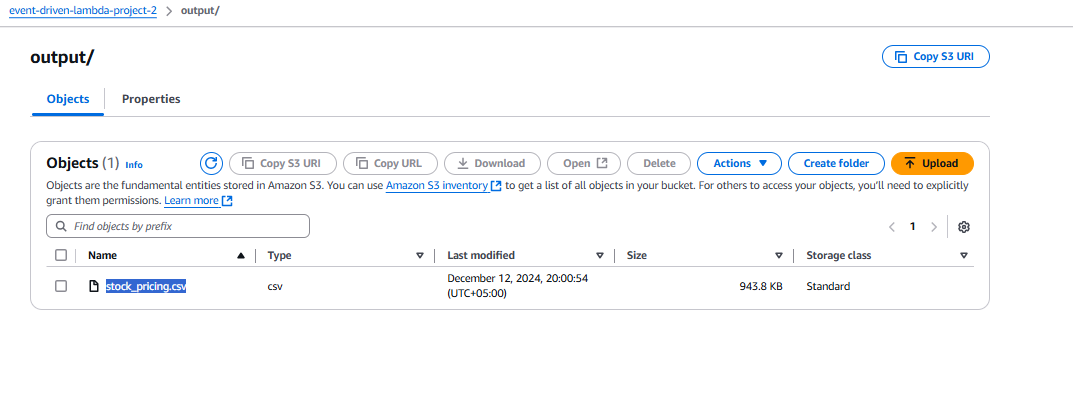 event-driven-lambda-project-2 > output/
output/
Copy S3 URI
Objects Properties
Objects (1) Info
Copy S3 URI Copy URL Download Open Delete Actions Create folder Upload
Objects are the fundamental entities stored in Amazon S3. You can use Amazon S3 inventory to get a list of all objects in your bucket. For others to access your objects, you'll need to explicitly
grant them permissions. Learn more
Find objects by prefix
1
Name Type Last modified Size Storage class
stock_pricing.csv csv December 12, 2024, 20:00:54 (UTC+05:00) 943.8 KB Standard